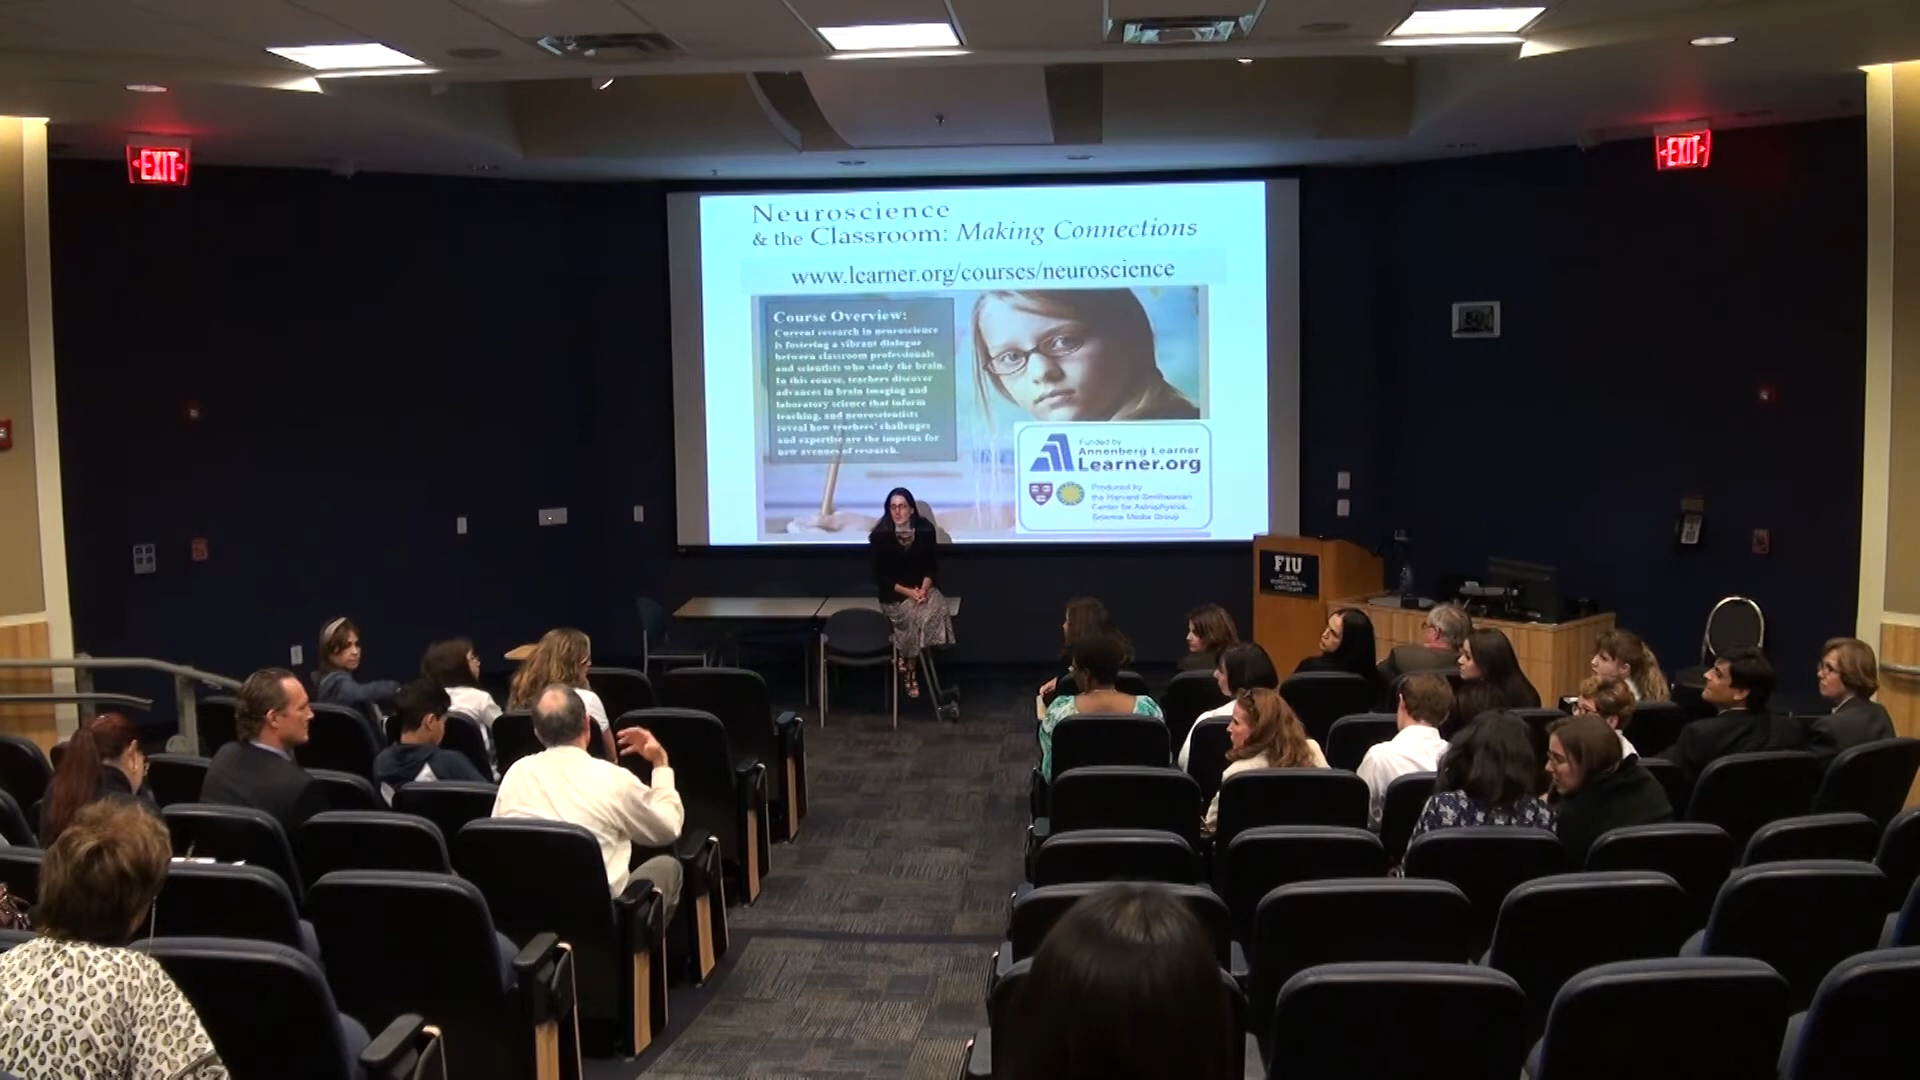 EXIT
EXIT
Neuroscience
& the Classroom: Making Connections
www.learner.org/courses/neuroscience
Course Overview:
Current research in neuroscience
is fostering a vibrant dialogue
between classroom professionals
and scientists who study the brain.
In this course, teachers discover
advances in brain imaging and
laboratory science that inform
teaching, and neuroscientists
reveal how teachers' challenges
and expertise are the impetus for
new avenues of research.
Funded by
Annenberg Learner
Learner.org
Produced by
the Harvard-Smithsonian
Center for Astrophysics,
Science Media Group
FIU
FLORIDA
INTERNATIONAL
UNIVERSITY